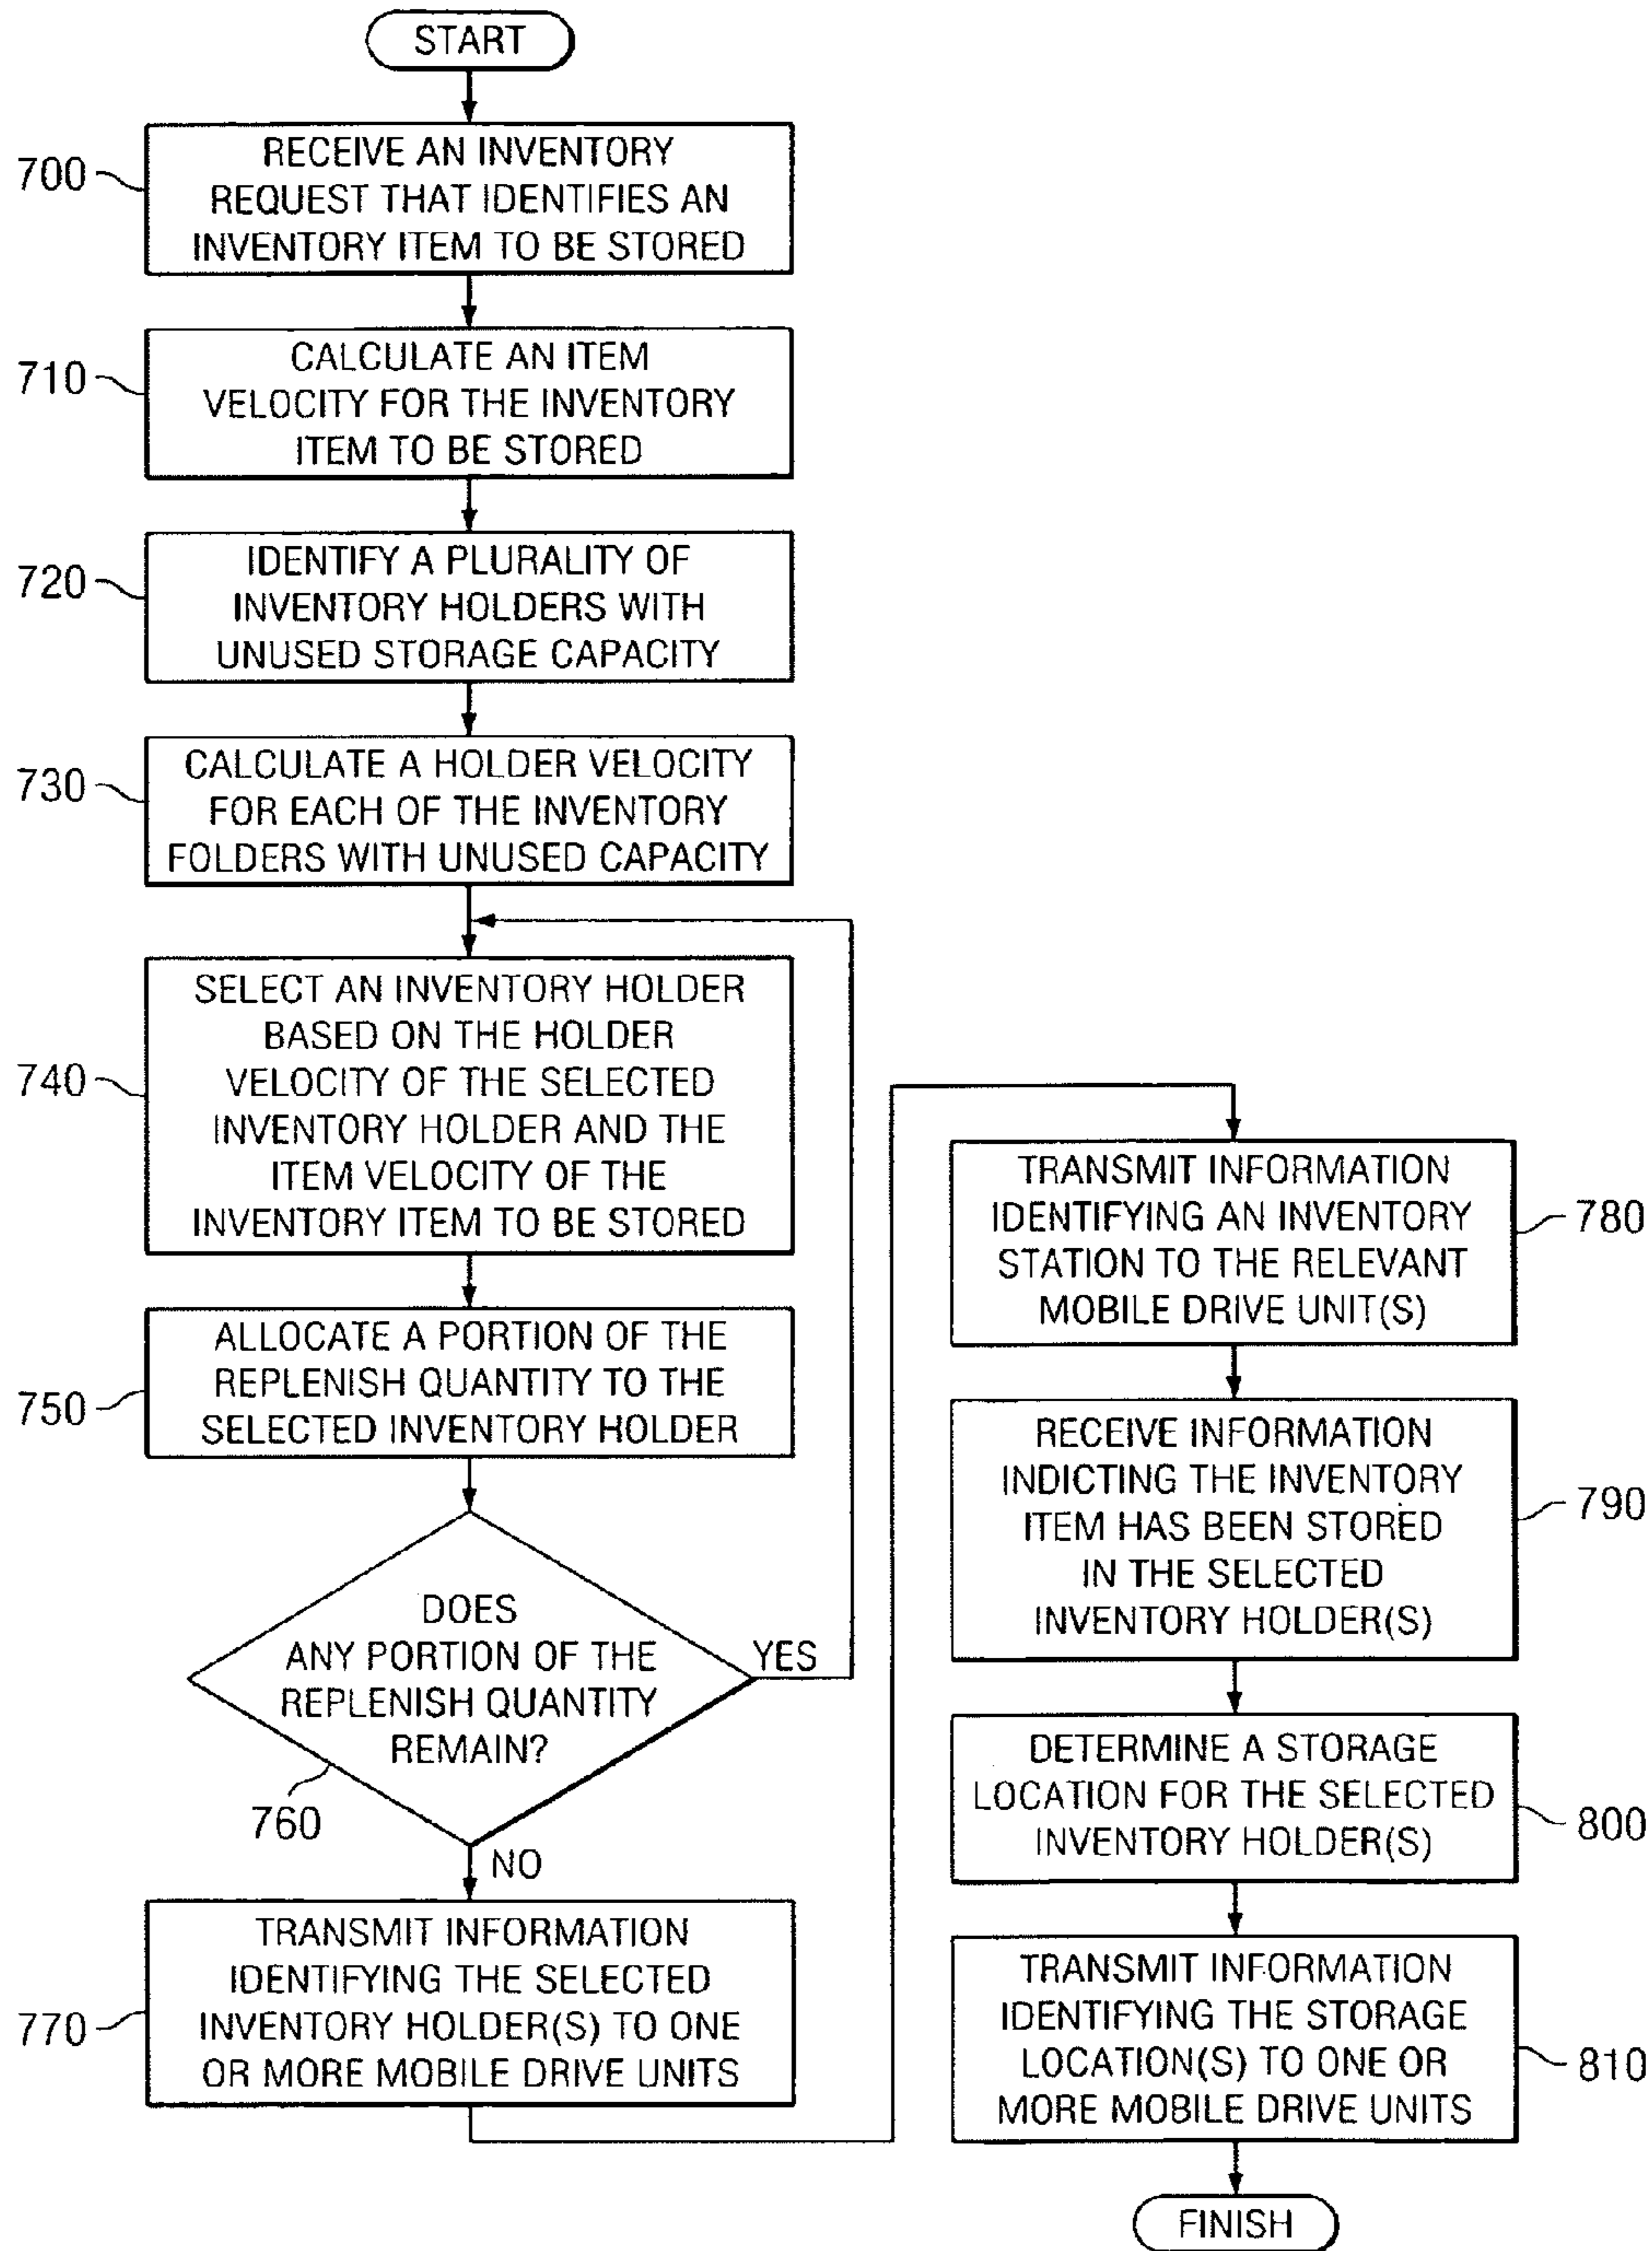 START
700
RECEIVE AN INVENTORY
REQUEST THAT IDENTIFIES AN
INVENTORY ITEM TO BE STORED
710
CALCULATE AN ITEM
VELOCITY FOR THE INVENTORY
ITEM TO BE STORED
720
IDENTIFY A PLURALITY OF
INVENTORY HOLDERS WITH
UNUSED STORAGE CAPACITY
730
CALCULATE A HOLDER VELOCITY
FOR EACH OF THE INVENTORY
FOLDERS WITH UNUSED CAPACITY
740
SELECT AN INVENTORY HOLDER
BASED ON THE HOLDER
VELOCITY OF THE SELECTED
INVENTORY HOLDER AND THE
ITEM VELOCITY OF THE
INVENTORY ITEM TO BE STORED
750
ALLOCATE A PORTION OF THE
REPLENISH QUANTITY TO THE
SELECTED INVENTORY HOLDER
DOES
ANY PORTION OF THE
REPLENISH QUANTITY
REMAIN?
YES
760
NO
770
TRANSMIT INFORMATION
IDENTIFYING THE SELECTED
INVENTORY HOLDER(S) TO ONE
OR MORE MOBILE DRIVE UNITS
TRANSMIT INFORMATION
IDENTIFYING AN INVENTORY
STATION TO THE RELEVANT
MOBILE DRIVE UNIT(S)
780
RECEIVE INFORMATION
INDICTING THE INVENTORY
ITEM HAS BEEN STORED
IN THE SELECTED
INVENTORY HOLDER(S)
790
DETERMINE A STORAGE
LOCATION FOR THE SELECTED
INVENTORY HOLDER(S)
800
TRANSMIT INFORMATION
IDENTIFYING THE STORAGE
LOCATION(S) TO ONE OR
MORE MOBILE DRIVE UNITS
810
FINISH